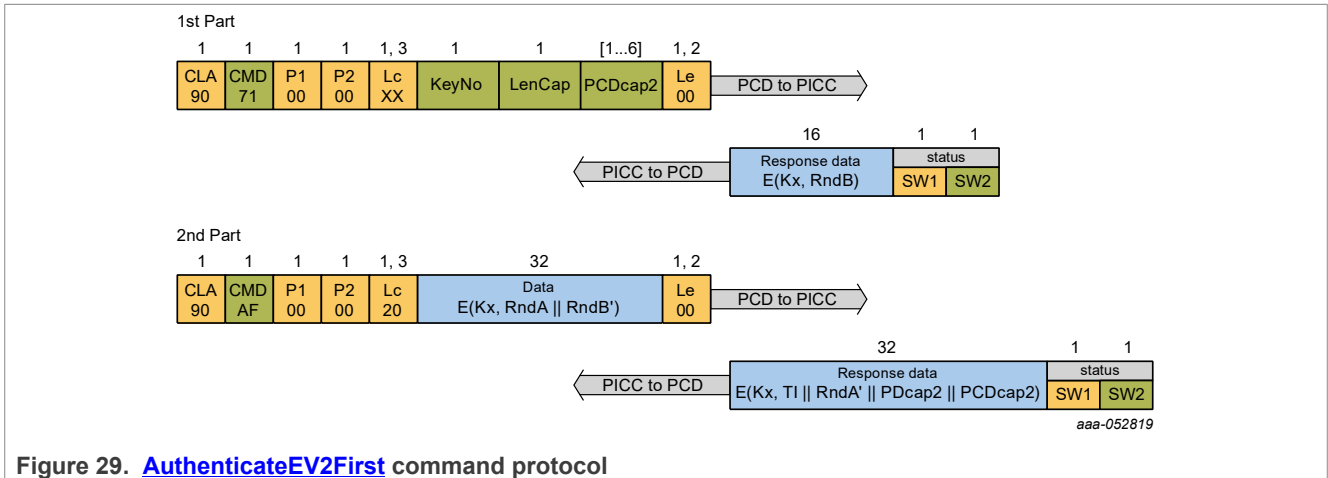 1st Part
1 1 1 1 1, 3 1 1 [1...6] 1, 2
CLA CMD P1 P2 Lc KeyNo LenCap PCDcap2 Le
90 71 00 00 XX 00
PCD to PICC
16 1 1
Response data status
E(Kx, RndB) SW1 SW2
PICC to PCD
2nd Part
1 1 1 1 1, 3 32 1, 2
CLA CMD P1 P2 Lc Data Le
90 AF 00 00 20 E(Kx, RndA || RndB') 00
PCD to PICC
32 1 1
Response data status
E(Kx, TI || RndA' || PDcap2 || PCDcap2) SW1 SW2
PICC to PCD
aaa-052819
Figure 29. AuthenticateEV2First command protocol